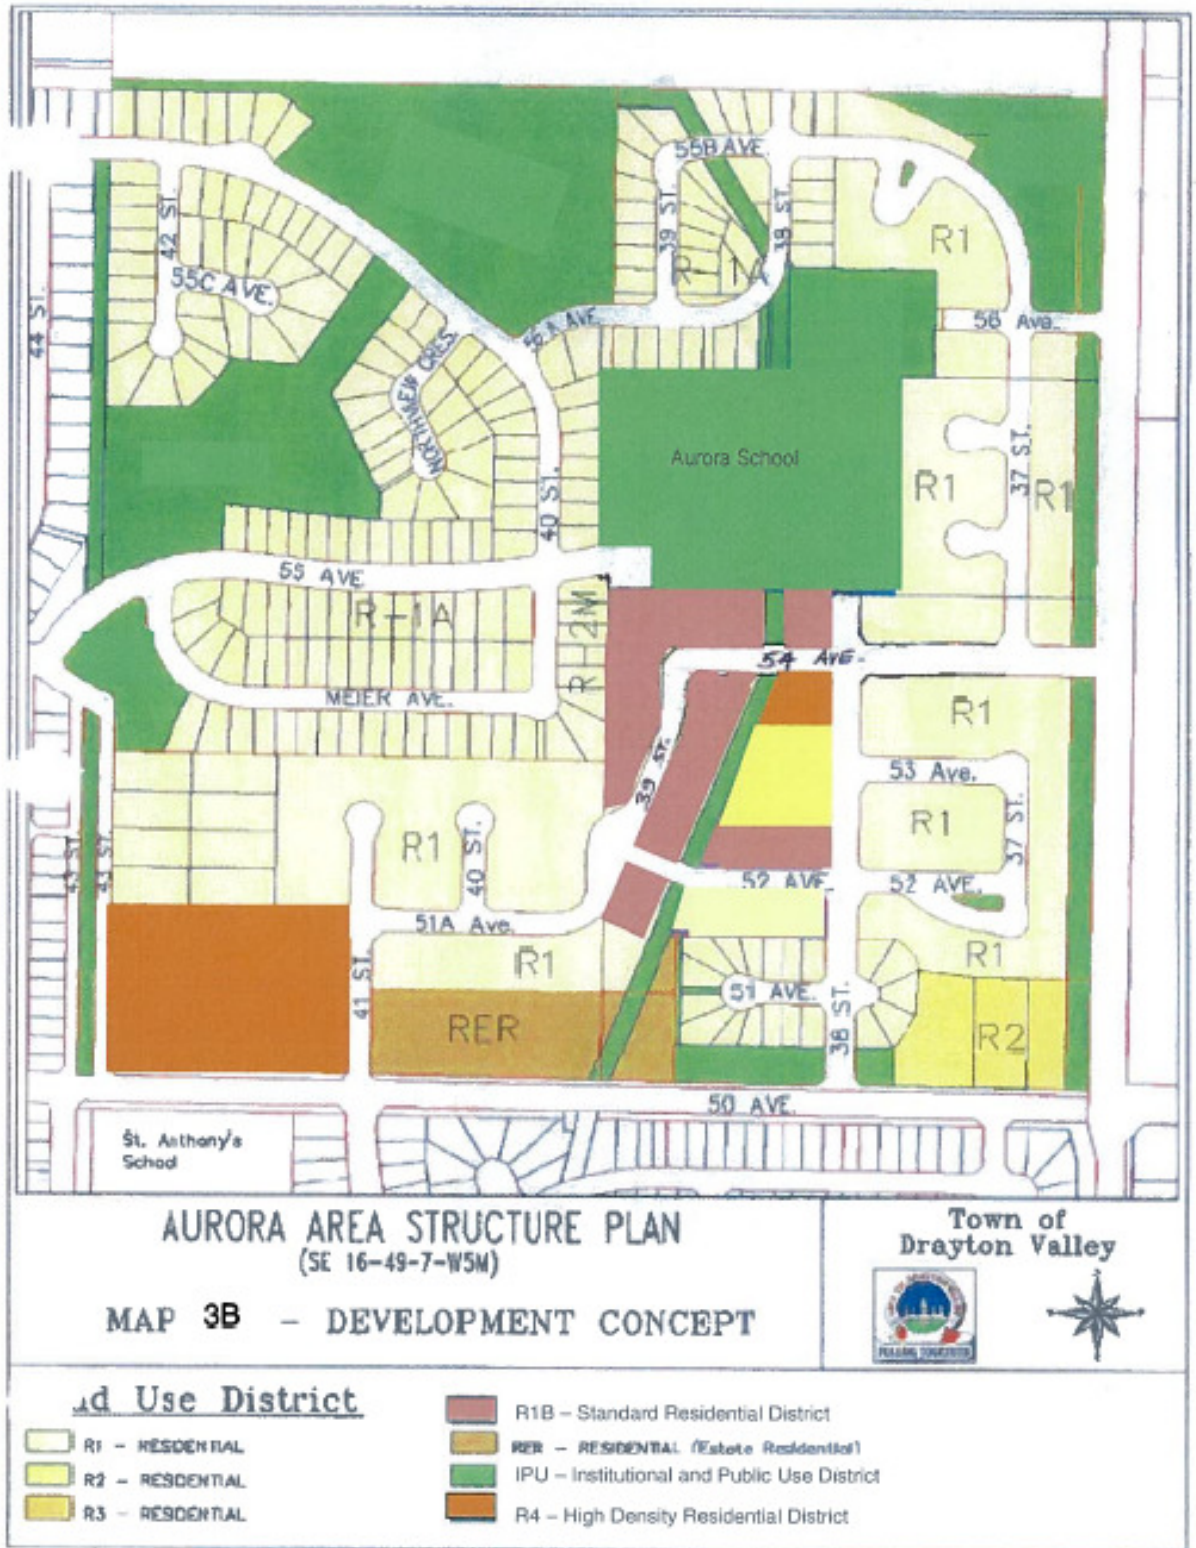 55B AVE.
42 ST.
39 ST.
38 ST.
R1
55C AVE.
R-1A
44 ST.
56 Ave.
NORTHVIEW CRES.
Aurora School
37 ST.
R1
R1
40 ST.
55 AVE
R-1A
R-2M
54 AVE.
MEIER AVE.
R1
39 ST.
53 Ave.
R1
40 ST.
R1
37 ST.
43 ST.
43 ST.
52 AVE.
52 AVE.
51A Ave.
R1
R1
41 ST.
51 AVE.
RER
38 ST.
R2
50 AVE.
St. Anthony's
School
AURORA AREA STRUCTURE PLAN
(SE 16-49-7-W5M)
MAP 3B - DEVELOPMENT CONCEPT
Town of
Drayton Valley
d Use District
R1 - RESIDENTIAL
R2 - RESIDENTIAL
R3 - RESIDENTIAL
R1B – Standard Residential District
RER - RESIDENTIAL (Estate Residential)
IPU – Institutional and Public Use District
R4 – High Density Residential District